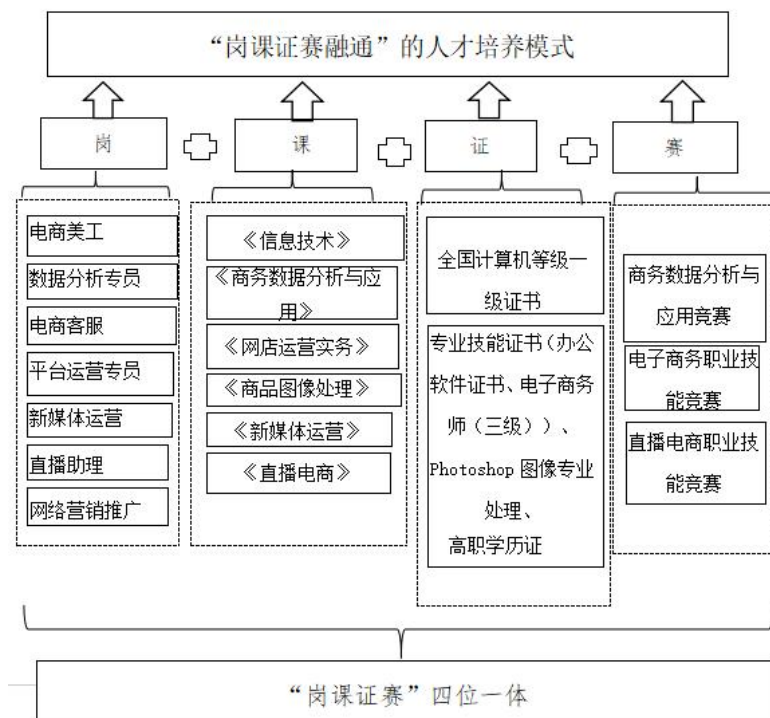 “岗课证赛融通”的人才培养模式
岗
课
证
赛
电商美工
数据分析专员
电商客服
平台运营专员
新媒体运营
直播助理
网络营销推广
《信息技术》
《商务数据分析与应
用》
《网店运营实务》
《商品图像处理》
《新媒体运营》
《直播电商》
全国计算机等级一
级证书
专业技能证书（办公
软件证书、电子商务
师（三级））、
Photoshop 图像专业
处理、
高职学历证
商务数据分析与
应用竞赛
电子商务职业技
能竞赛
直播电商职业技
能竞赛
“岗课证赛”四位一体